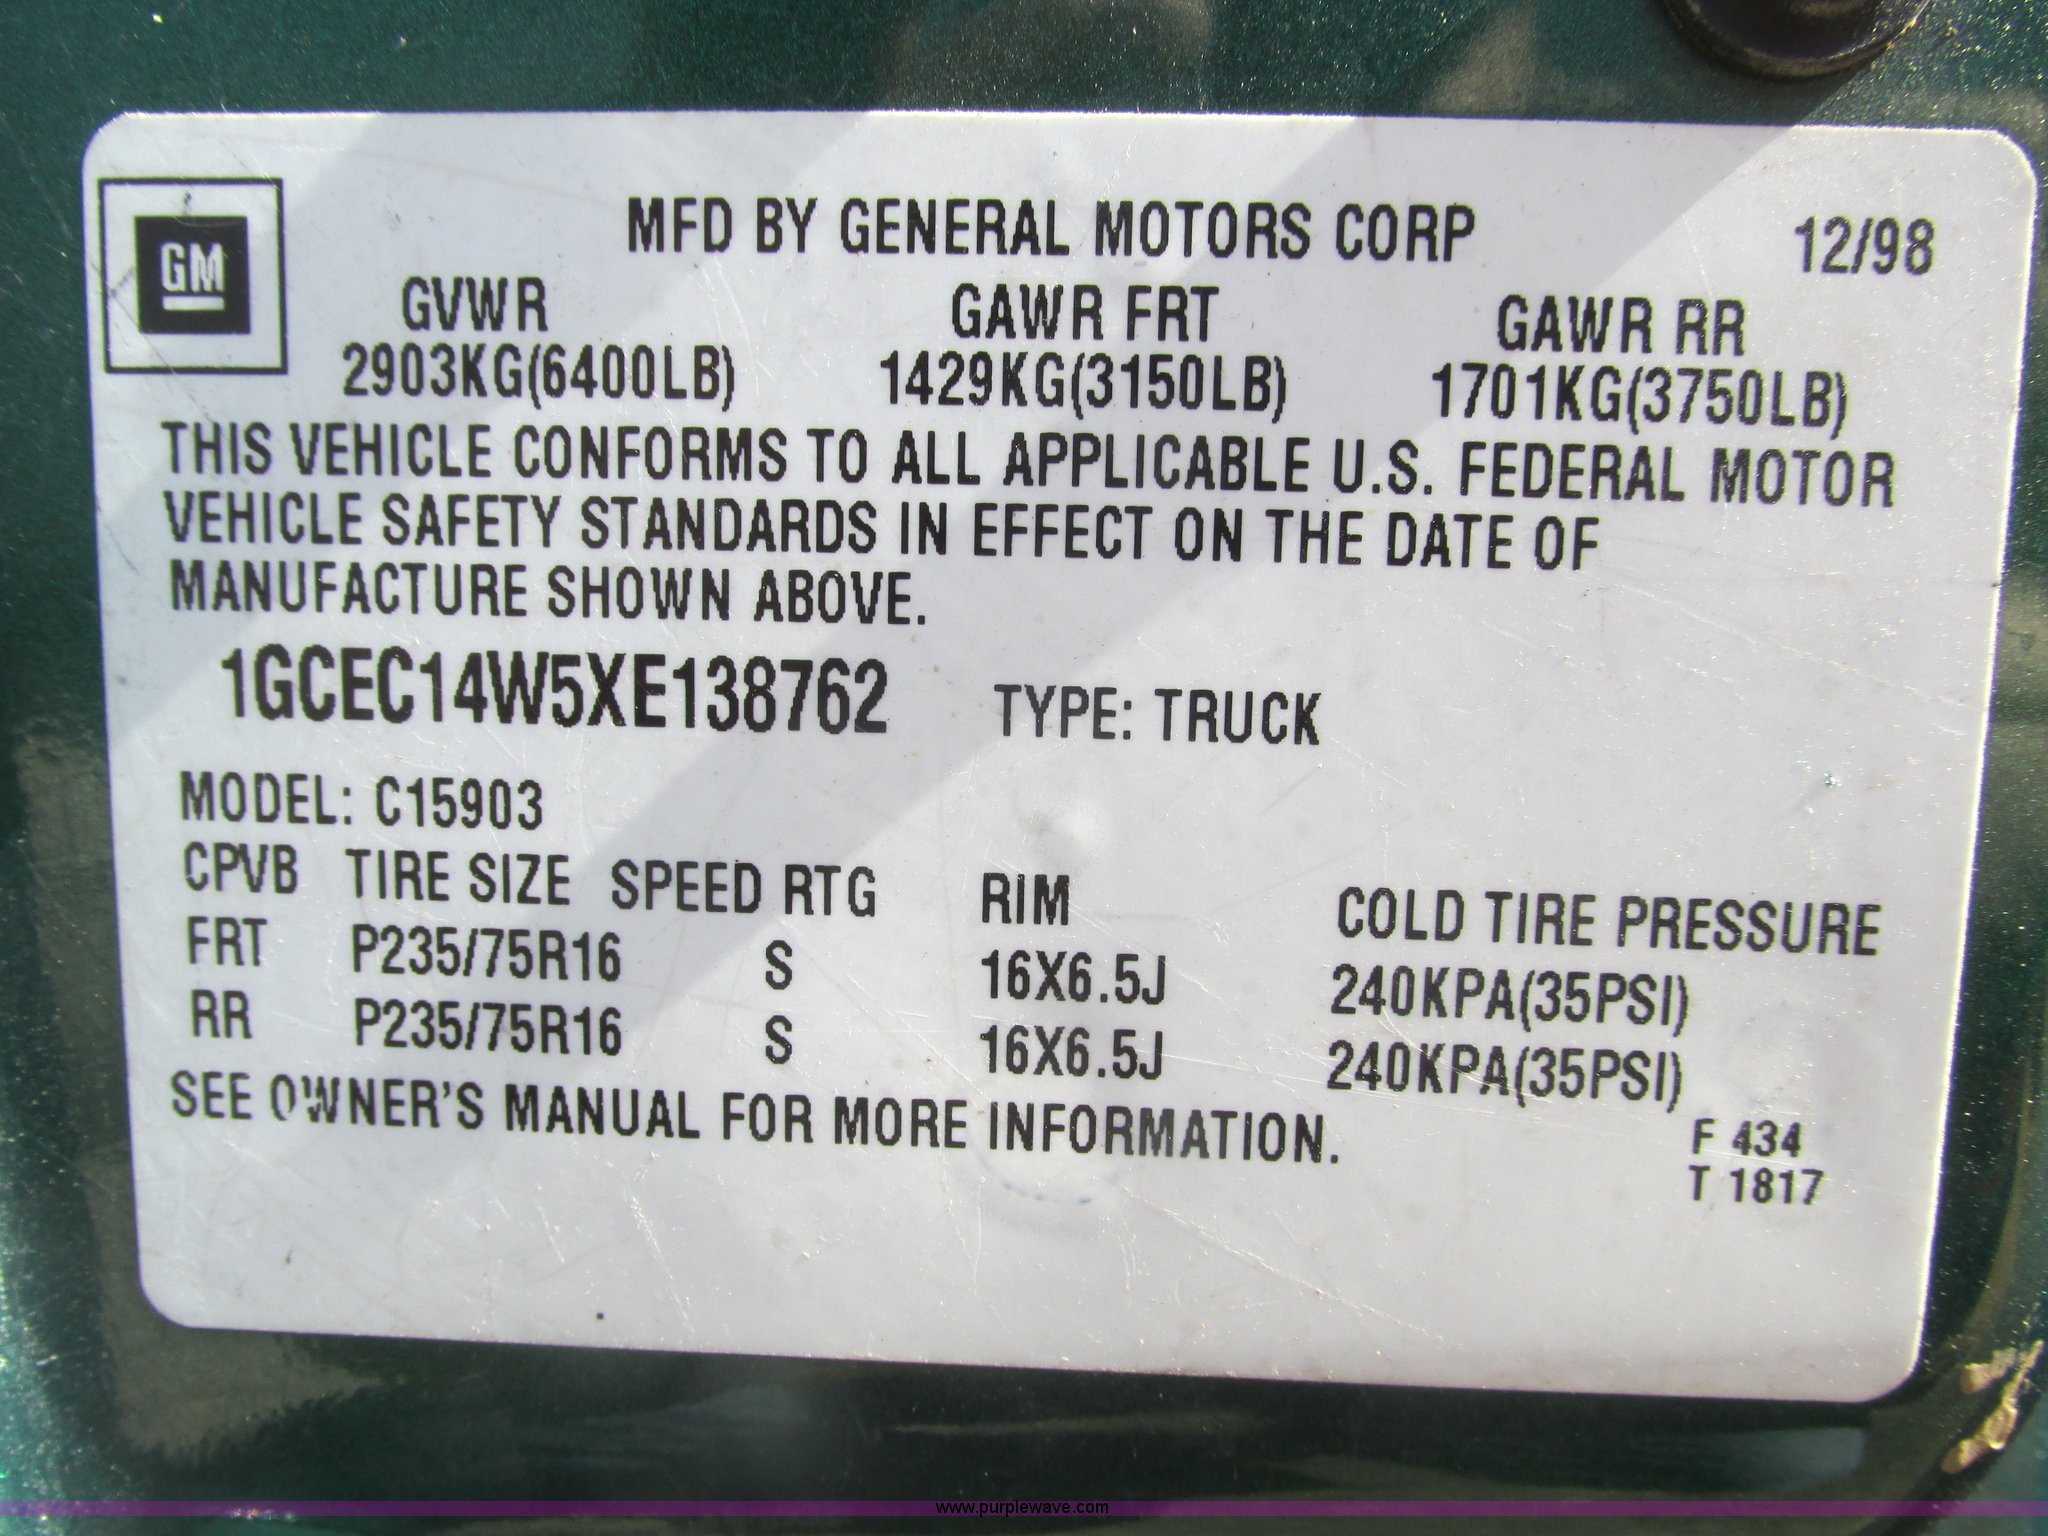 GM
MFD BY GENERAL MOTORS CORP 12/98
GVWR GAWR FRT GAWR RR
2903KG(6400LB) 1429KG(3150LB) 1701KG(3750LB)
THIS VEHICLE CONFORMS TO ALL APPLICABLE U.S. FEDERAL MOTOR
VEHICLE SAFETY STANDARDS IN EFFECT ON THE DATE OF
MANUFACTURE SHOWN ABOVE.
1GCEC14W5XE138762 TYPE: TRUCK
MODEL: C15903
CPVB TIRE SIZE SPEED RTG RIM COLD TIRE PRESSURE
FRT P235/75R16 S 16X6.5J 240KPA(35PSI)
RR P235/75R16 S 16X6.5J 240KPA(35PSI)
SEE OWNER'S MANUAL FOR MORE INFORMATION.
F 434
T 1817
www.purplewave.com